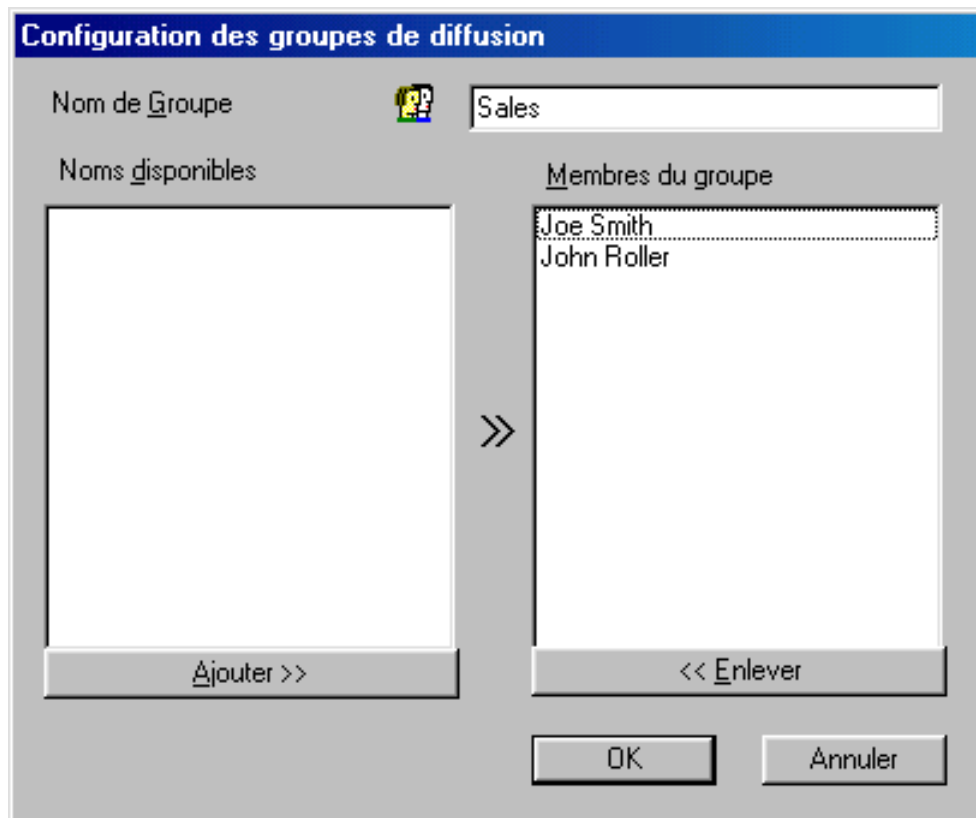 Configuration des groupes de diffusion
Nom de Groupe
Sales
Noms disponibles
Membres du groupe
Joe Smith
John Roller
>>
Ajouter >>
<< Enlever
OK
Annuler